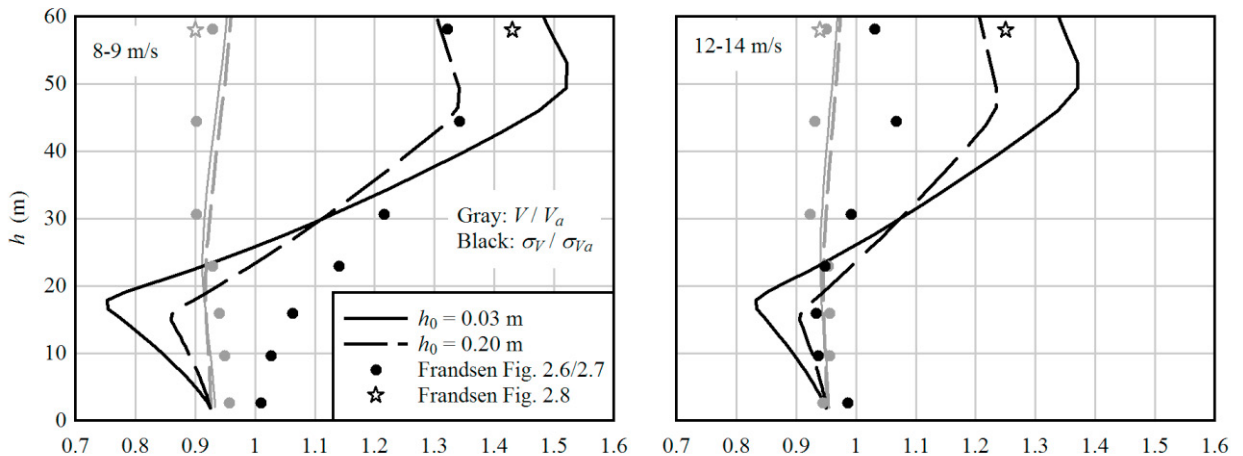 60
50
40
30
20
10
0
h (m)
8-9 m/s
Gray: V / Vₐ
Black: σ_V / σ_Va
h₀ = 0.03 m
h₀ = 0.20 m
Frandsen Fig. 2.6/2.7
Frandsen Fig. 2.8
0.7 0.8 0.9 1 1.1 1.2 1.3 1.4 1.5 1.6
12-14 m/s
0.7 0.8 0.9 1 1.1 1.2 1.3 1.4 1.5 1.6